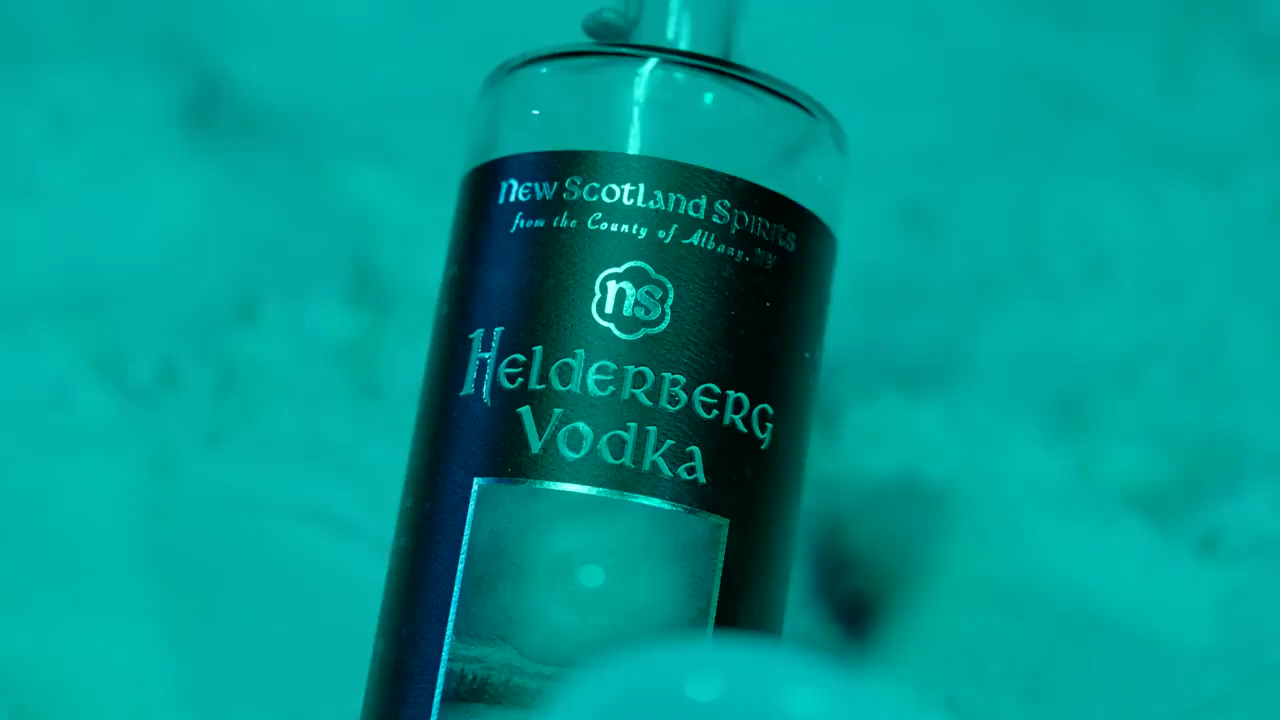 New Scotland Spirits
from the County of Albany, NY
ns
Helderberg
Vodka